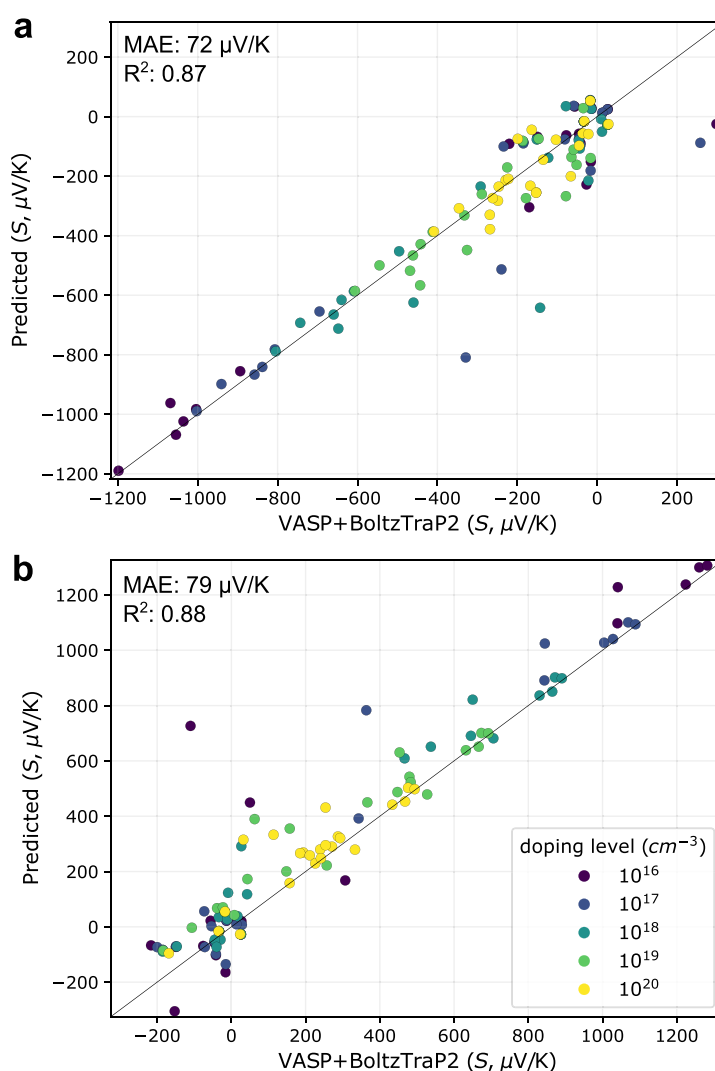 a
MAE: 72 µV/K
R²: 0.87
200
0
−200
−400
−600
−800
−1000
−1200
Predicted (S, µV/K)
−1200 −1000 −800 −600 −400 −200 0 200
VASP+BoltzTraP2 (S, µV/K)
b
MAE: 79 µV/K
R²: 0.88
1200
1000
800
600
400
200
0
−200
Predicted (S, µV/K)
doping level (cm⁻³)
10¹⁶
10¹⁷
10¹⁸
10¹⁹
10²⁰
−200 0 200 400 600 800 1000 1200
VASP+BoltzTraP2 (S, µV/K)